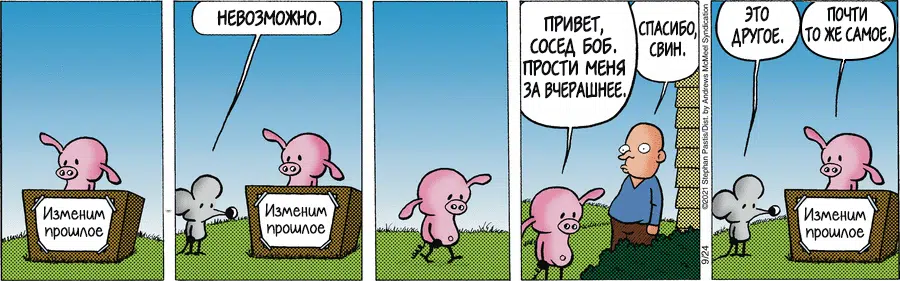 Изменим
прошлое
НЕВОЗМОЖНО.
Изменим
прошлое
ПРИВЕТ,
СОСЕД БОБ.
ПРОСТИ МЕНЯ
ЗА ВЧЕРАШНЕЕ.
СПАСИБО,
СВИН.
©2021 Stephan Pastis/Dist. by Andrews McMeel Syndication
9/24
ЭТО
ДРУГОЕ.
ПОЧТИ
ТО ЖЕ САМОЕ.
Изменим
прошлое